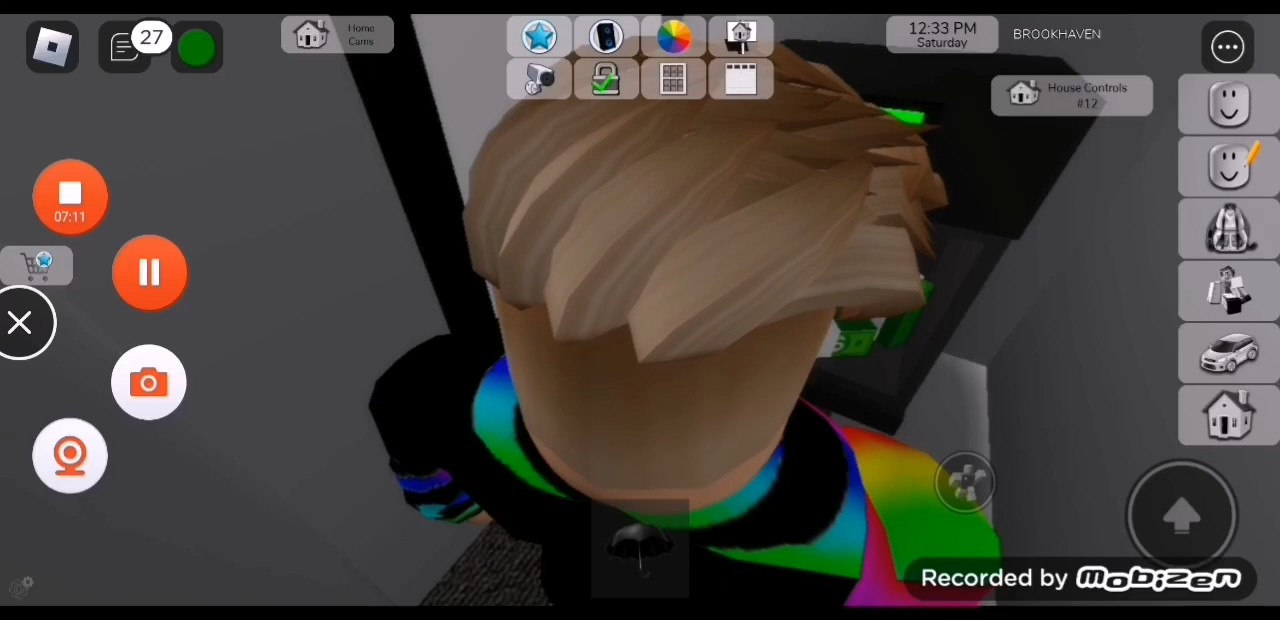 27
Home
Cams
12:33 PM
Saturday
BROOKHAVEN
House Controls
#12
07:11
$
Recorded by mobizen